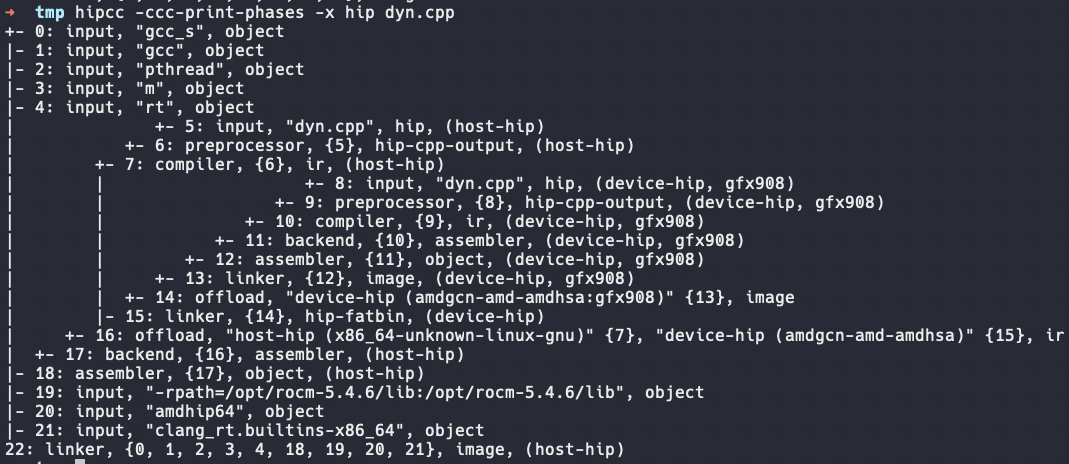 → tmp hipcc -ccc-print-phases -x hip dyn.cpp
+- 0: input, "gcc_s", object
|- 1: input, "gcc", object
|- 2: input, "pthread", object
|- 3: input, "m", object
|- 4: input, "rt", object
|              +- 5: input, "dyn.cpp", hip, (host-hip)
|           +- 6: preprocessor, {5}, hip-cpp-output, (host-hip)
|        +- 7: compiler, {6}, ir, (host-hip)
|        |                    +- 8: input, "dyn.cpp", hip, (device-hip, gfx908)
|        |                 +- 9: preprocessor, {8}, hip-cpp-output, (device-hip, gfx908)
|        |              +- 10: compiler, {9}, ir, (device-hip, gfx908)
|        |           +- 11: backend, {10}, assembler, (device-hip, gfx908)
|        |        +- 12: assembler, {11}, object, (device-hip, gfx908)
|        |     +- 13: linker, {12}, image, (device-hip, gfx908)
|        |  +- 14: offload, "device-hip (amdgcn-amd-amdhsa:gfx908)" {13}, image
|        |- 15: linker, {14}, hip-fatbin, (device-hip)
|     +- 16: offload, "host-hip (x86_64-unknown-linux-gnu)" {7}, "device-hip (amdgcn-amd-amdhsa)" {15}, ir
|  +- 17: backend, {16}, assembler, (host-hip)
|- 18: assembler, {17}, object, (host-hip)
|- 19: input, "-rpath=/opt/rocm-5.4.6/lib:/opt/rocm-5.4.6/lib", object
|- 20: input, "amdhip64", object
|- 21: input, "clang_rt.builtins-x86_64", object
22: linker, {0, 1, 2, 3, 4, 18, 19, 20, 21}, image, (host-hip)